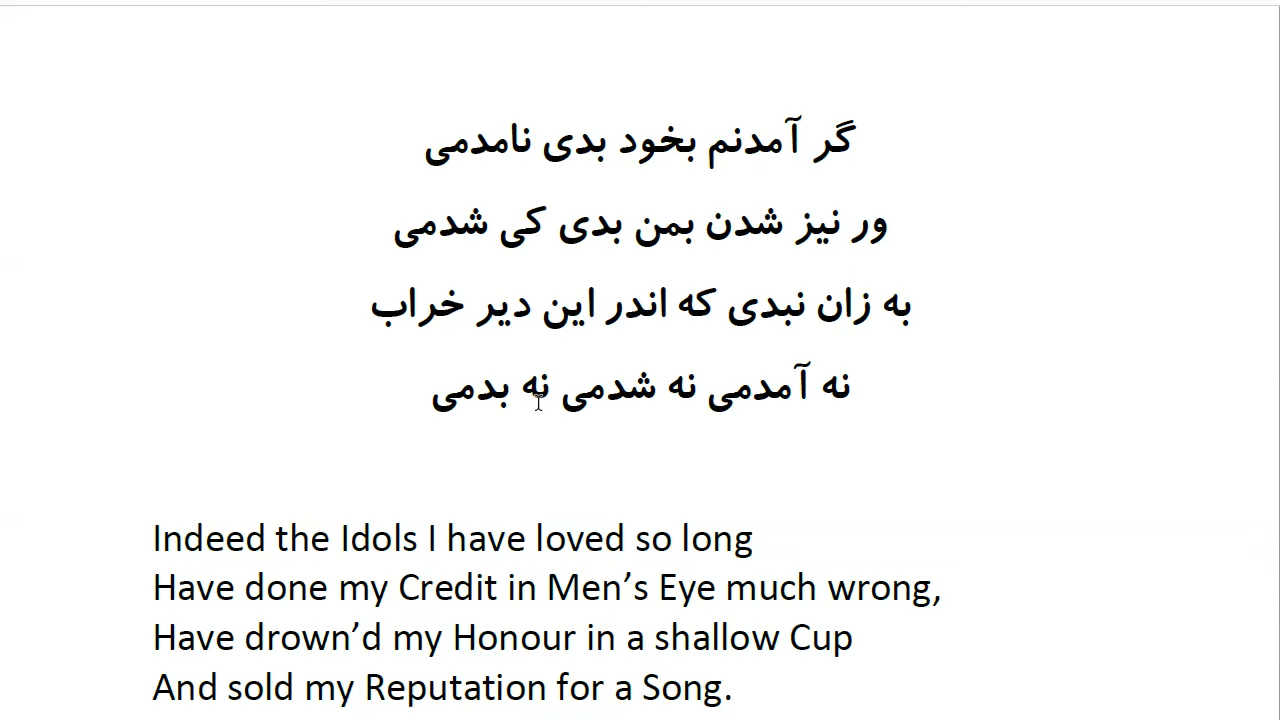 گر آمدنم بخود بدی نامدمی
ور نیز شدن بمن بدی کی شدمی
به زان نبدی که اندر این دیر خراب
نه آمدمی نه شدمی نه بدمی
Indeed the Idols I have loved so long
Have done my Credit in Men’s Eye much wrong,
Have drown’d my Honour in a shallow Cup
And sold my Reputation for a Song.